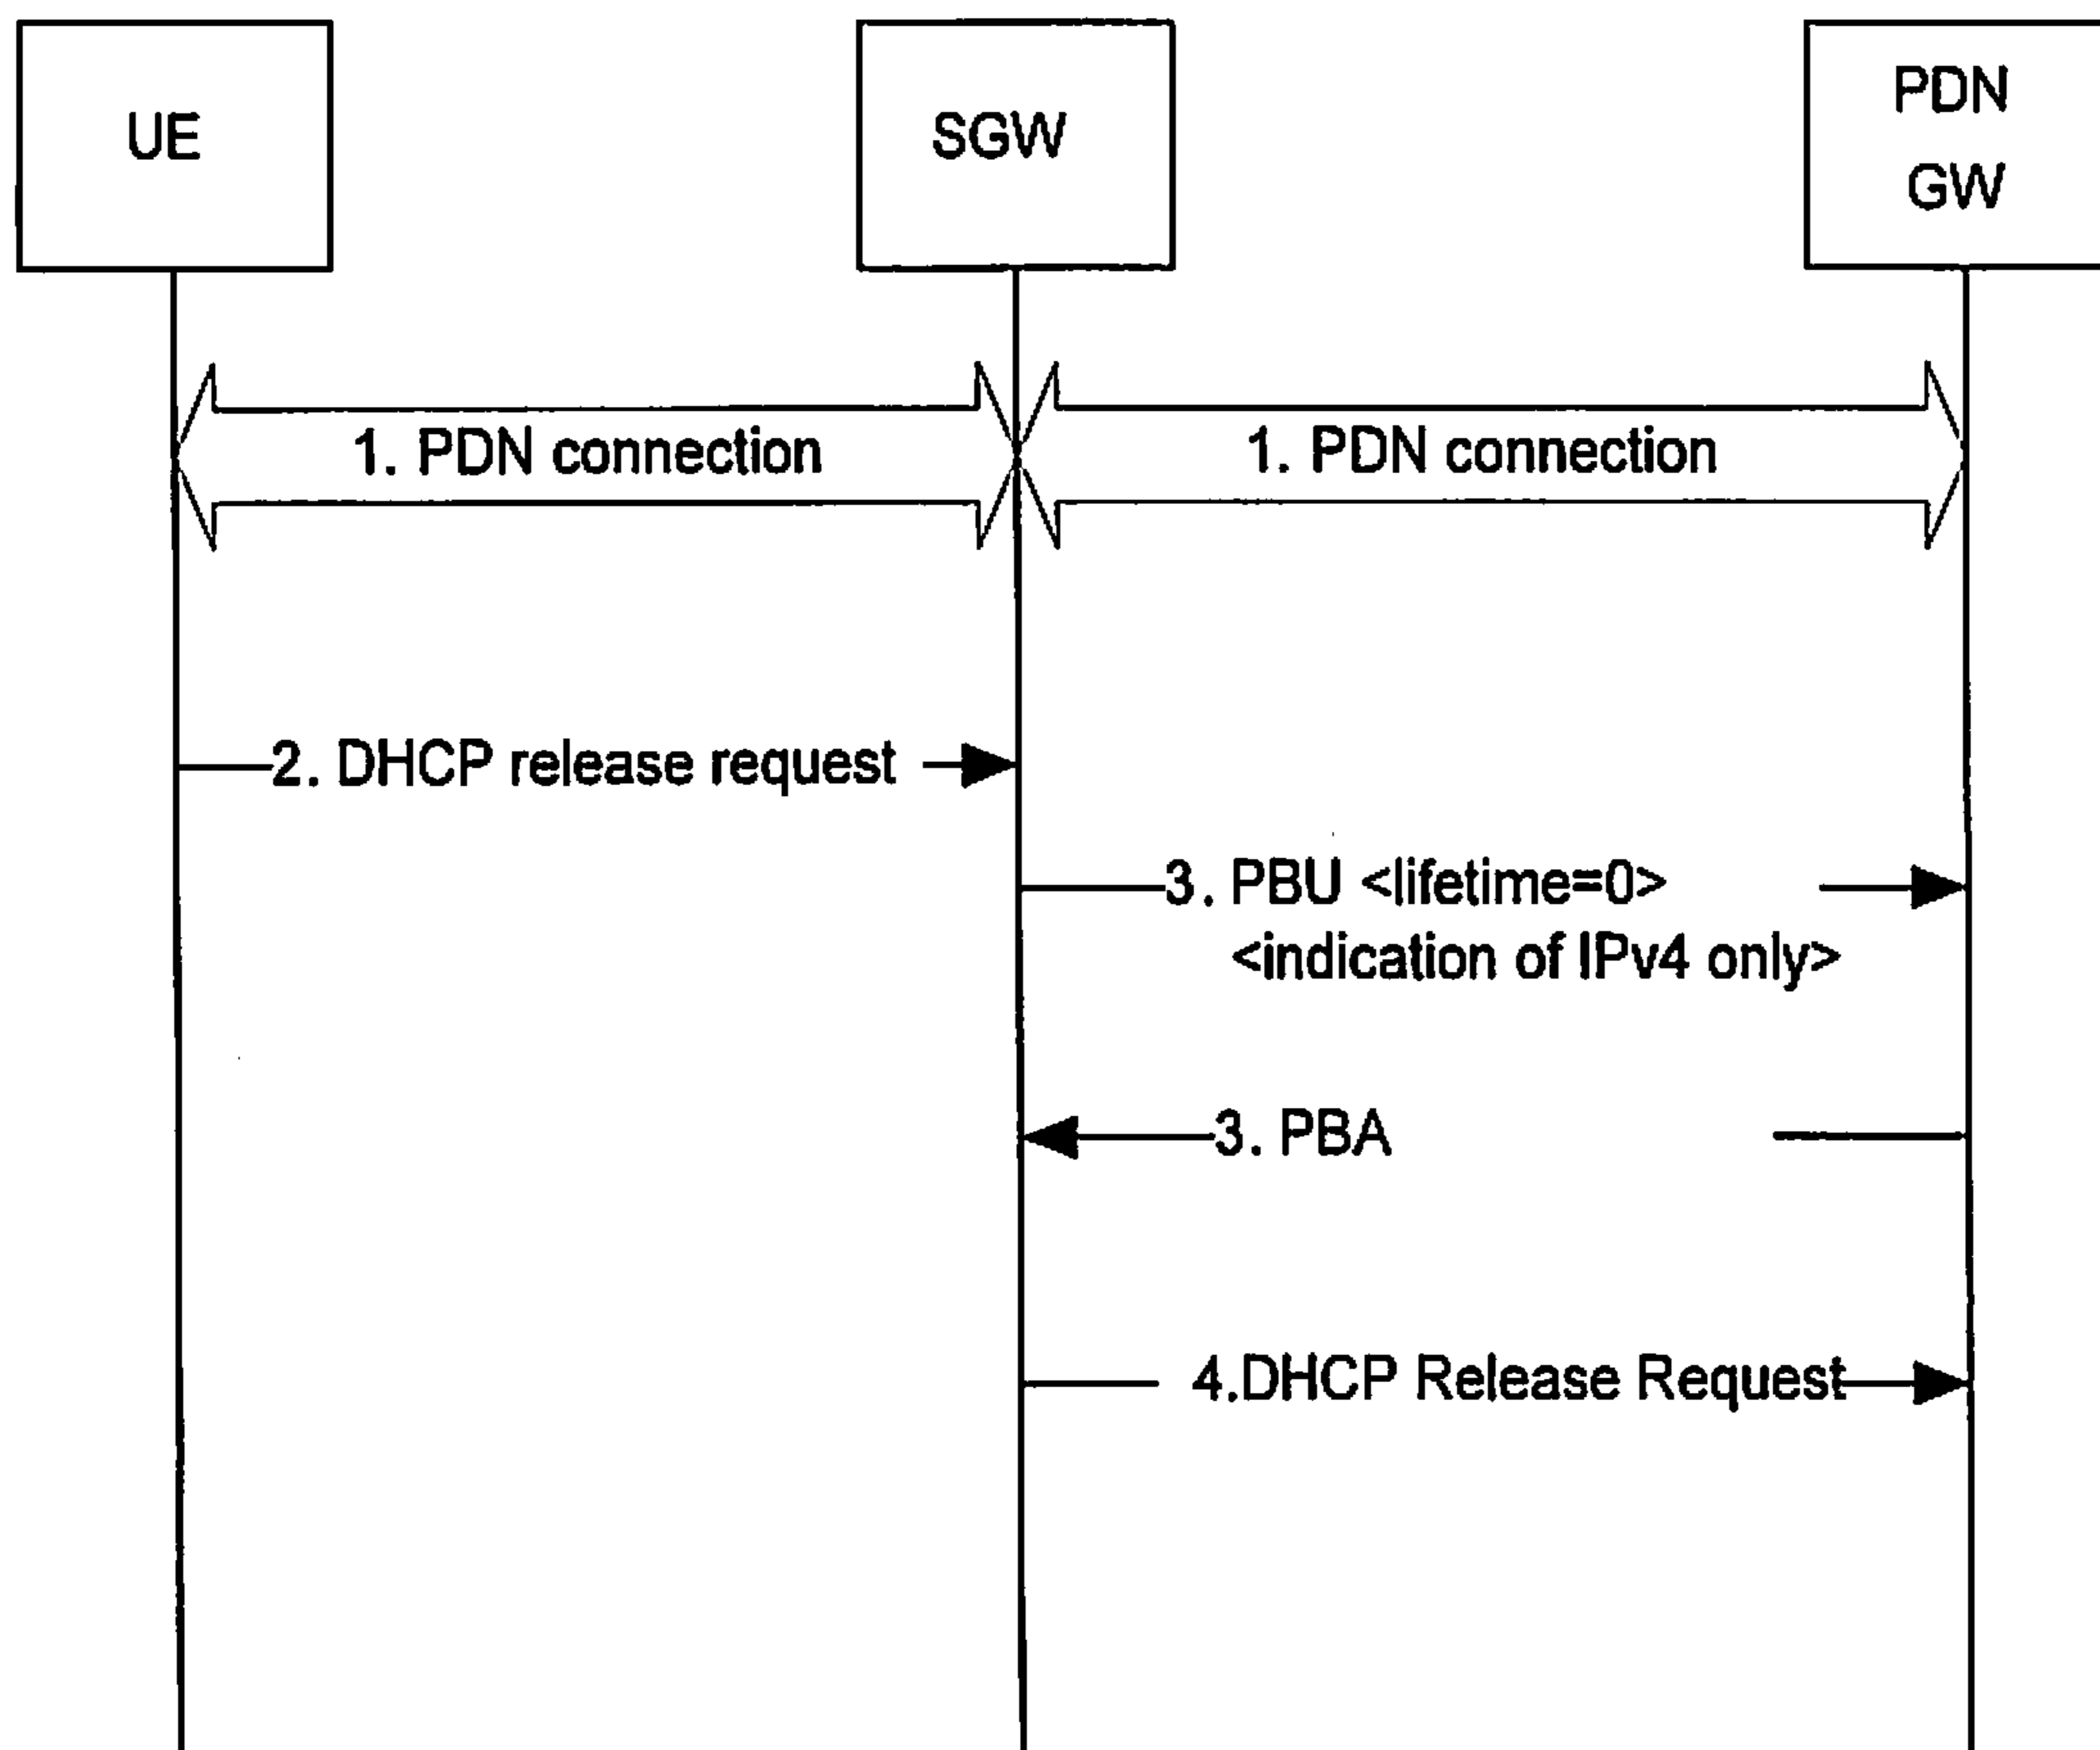 UE
SGW
PDN
GW
1. PDN connection
1. PDN connection
2. DHCP release request
3. PBU <lifetime=0>
<indication of IPv4 only>
3. PBA
4.DHCP Release Request